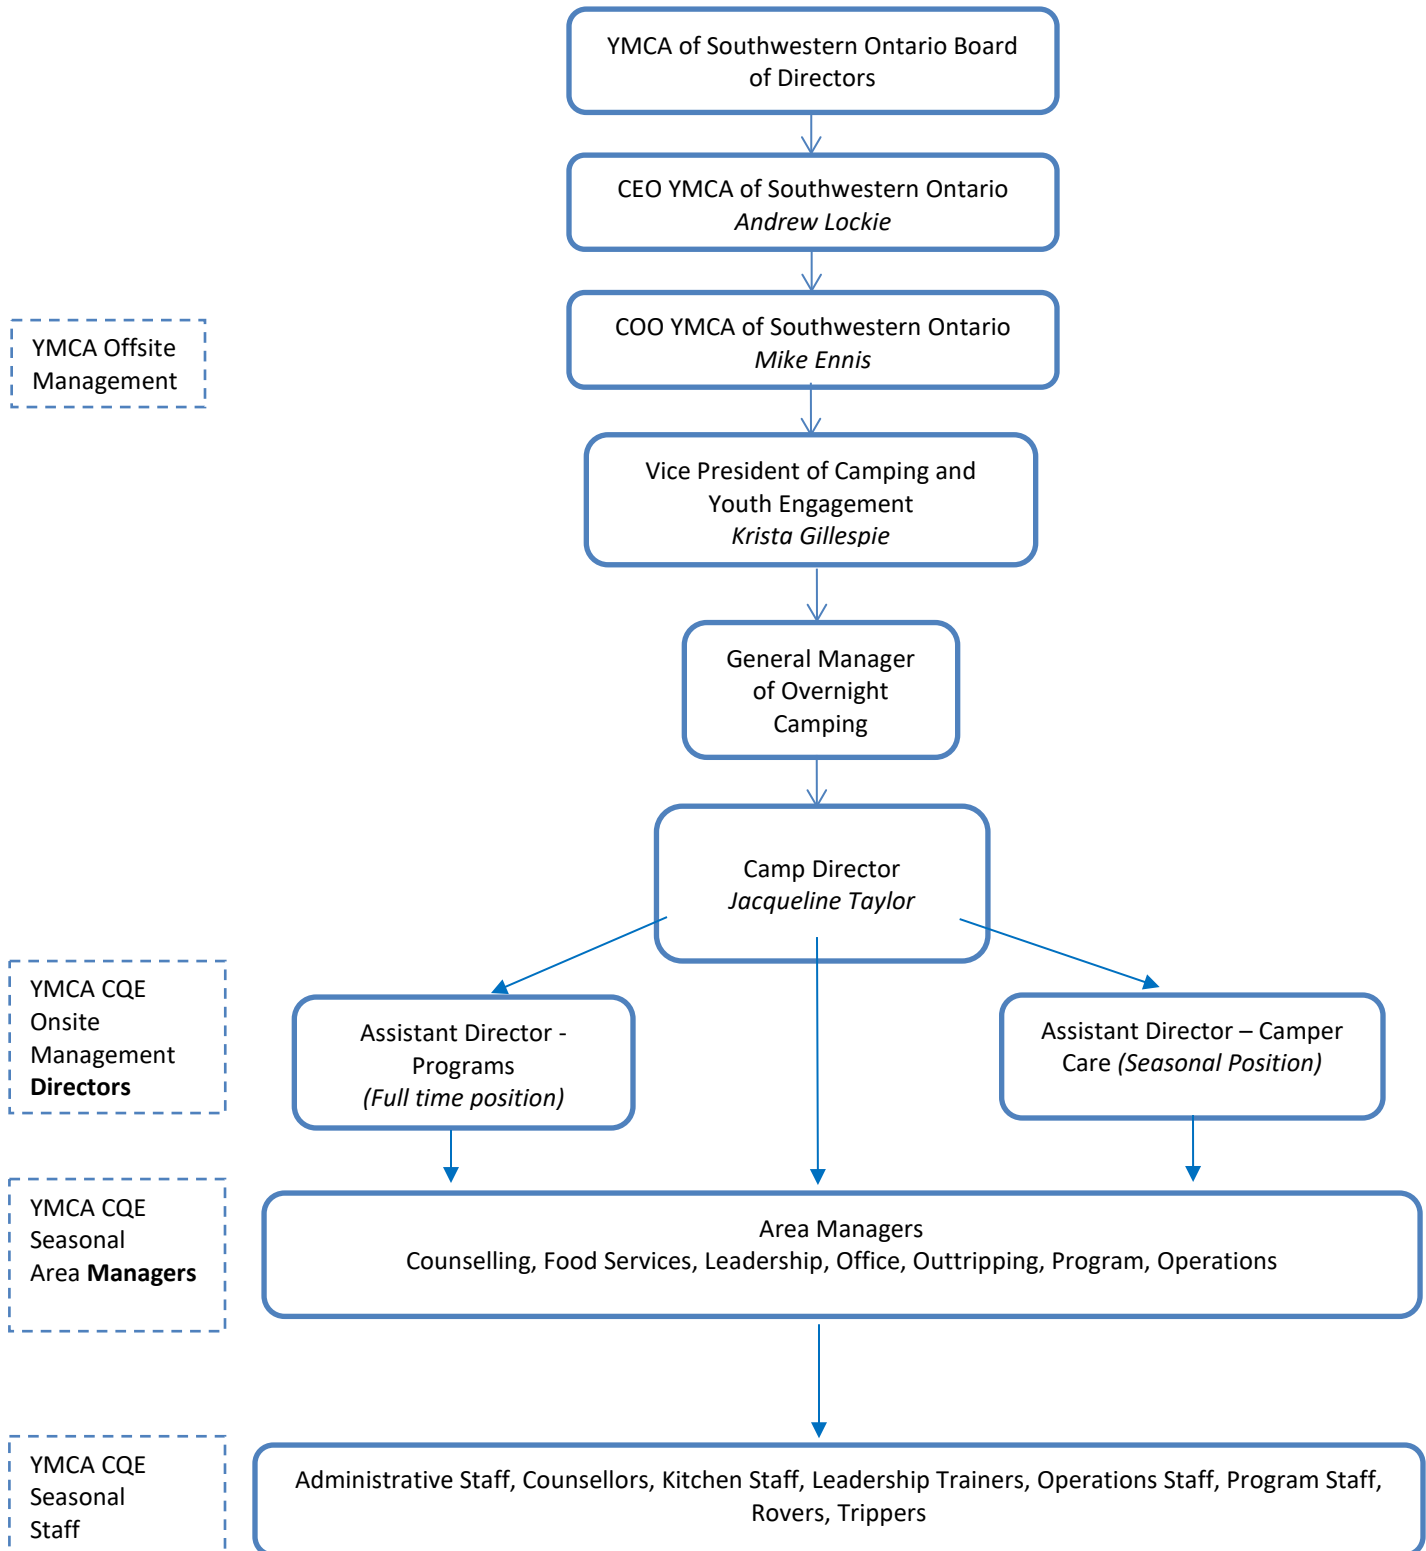 YMCA of Southwestern Ontario Board
of Directors
CEO YMCA of Southwestern Ontario
Andrew Lockie
COO YMCA of Southwestern Ontario
Mike Ennis
YMCA Offsite
Management
Vice President of Camping and
Youth Engagement
Krista Gillespie
General Manager
of Overnight
Camping
Camp Director
Jacqueline Taylor
YMCA CQE
Onsite
Management
Directors
Assistant Director -
Programs
(Full time position)
Assistant Director – Camper
Care (Seasonal Position)
YMCA CQE
Seasonal
Area Managers
Area Managers
Counselling, Food Services, Leadership, Office, Outtripping, Program, Operations
YMCA CQE
Seasonal
Staff
Administrative Staff, Counsellors, Kitchen Staff, Leadership Trainers, Operations Staff, Program Staff,
Rovers, Trippers